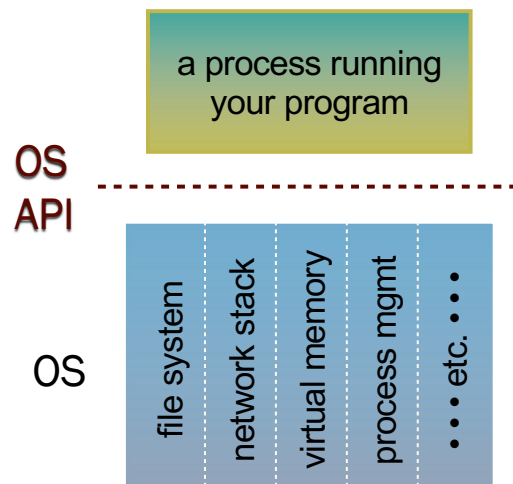 a process running
your program
OS
API
OS
file system
network stack
virtual memory
process mgmt
•••• etc. •••